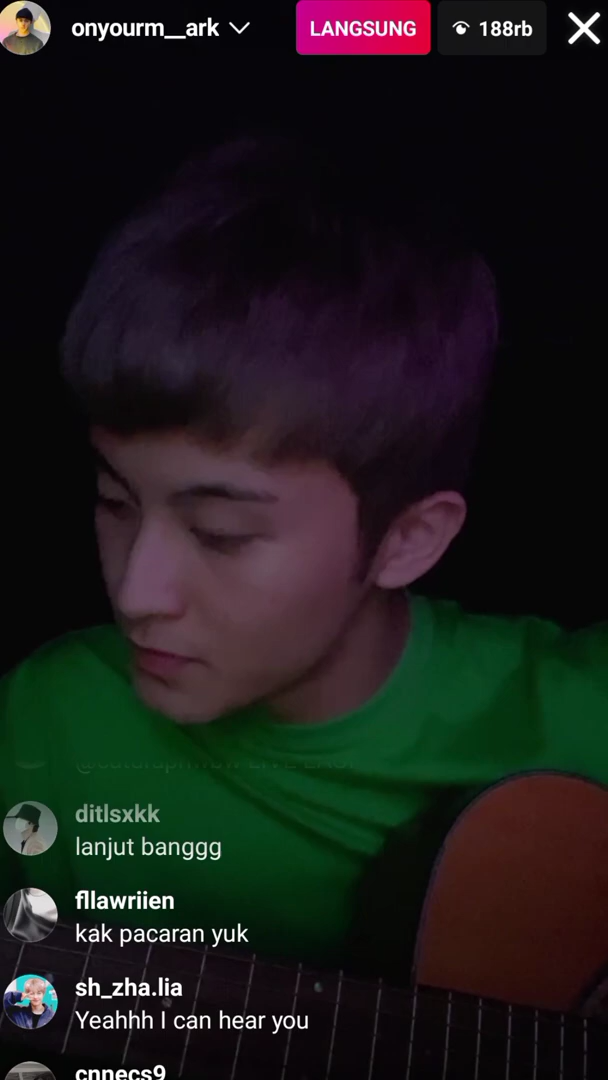 onyourm__ark
LANGSUNG
188rb
ditlsxkk
lanjut banggg
fllawriien
kak pacaran yuk
sh_zha.lia
Yeahhh I can hear you
cnnecs9